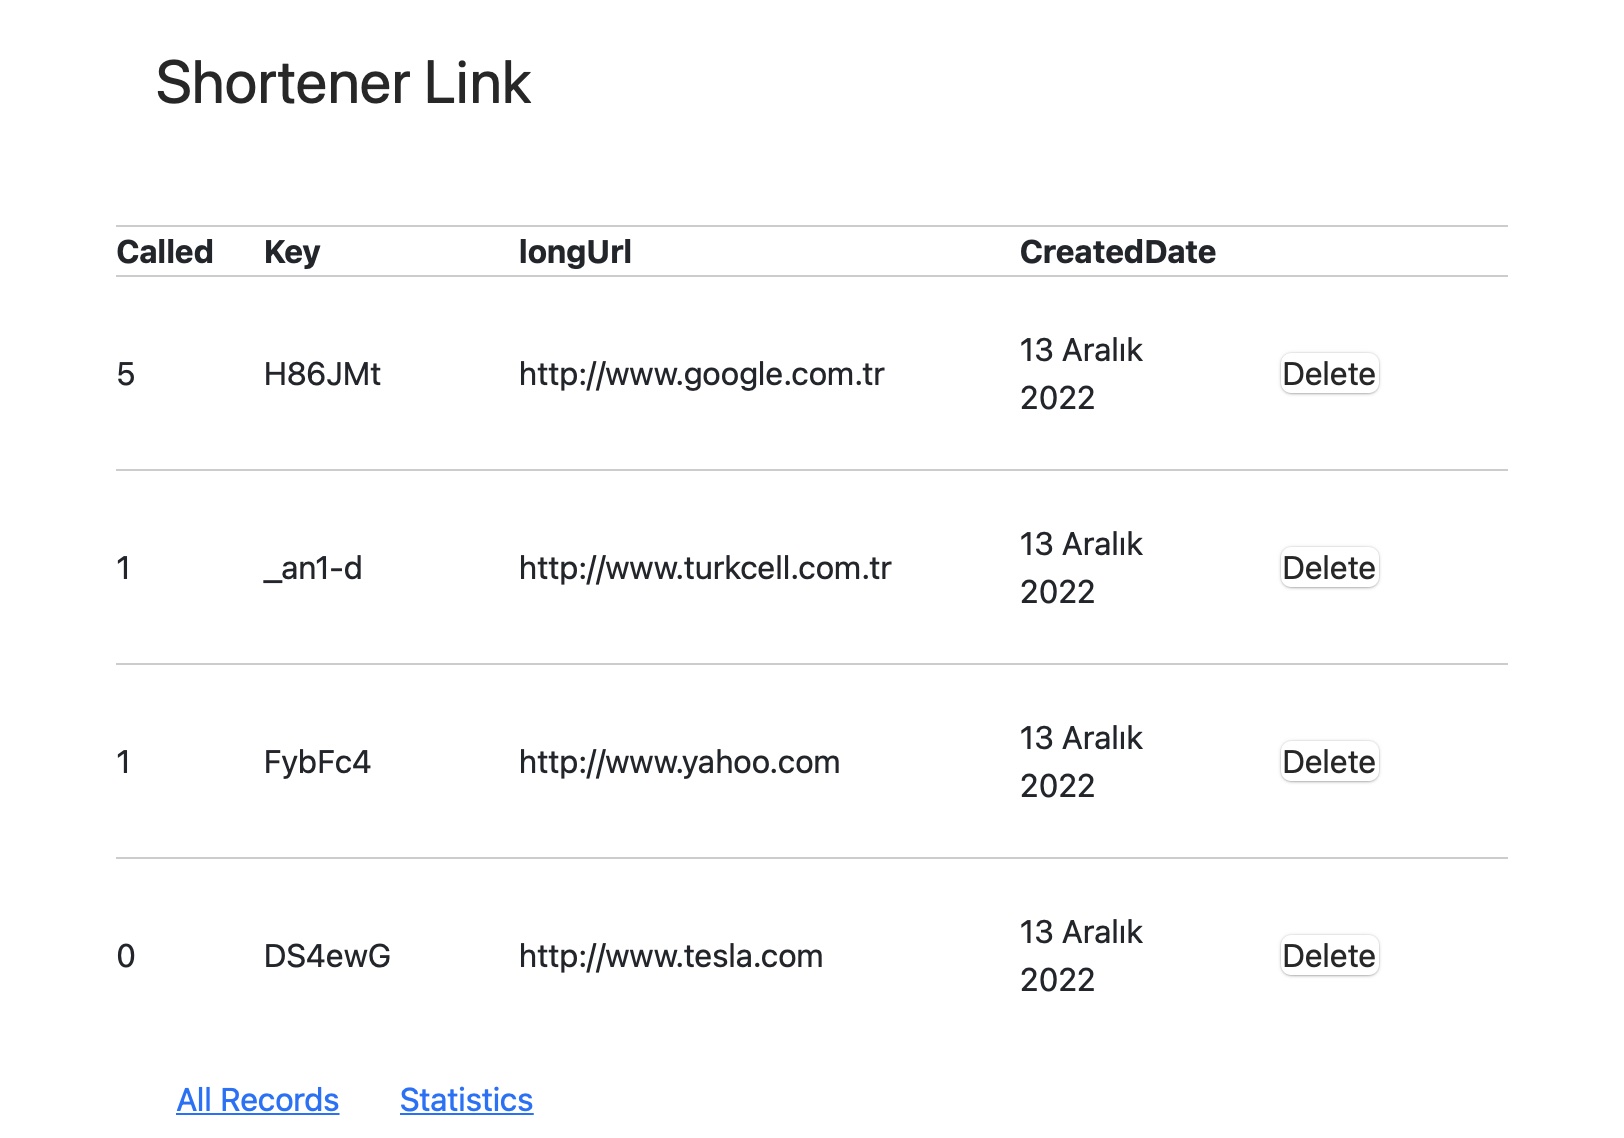 Shortener Link
Called Key longUrl CreatedDate
5 H86JMt http://www.google.com.tr 13 Aralık 2022 Delete
1 _an1-d http://www.turkcell.com.tr 13 Aralık 2022 Delete
1 FybFc4 http://www.yahoo.com 13 Aralık 2022 Delete
0 DS4ewG http://www.tesla.com 13 Aralık 2022 Delete
All Records Statistics